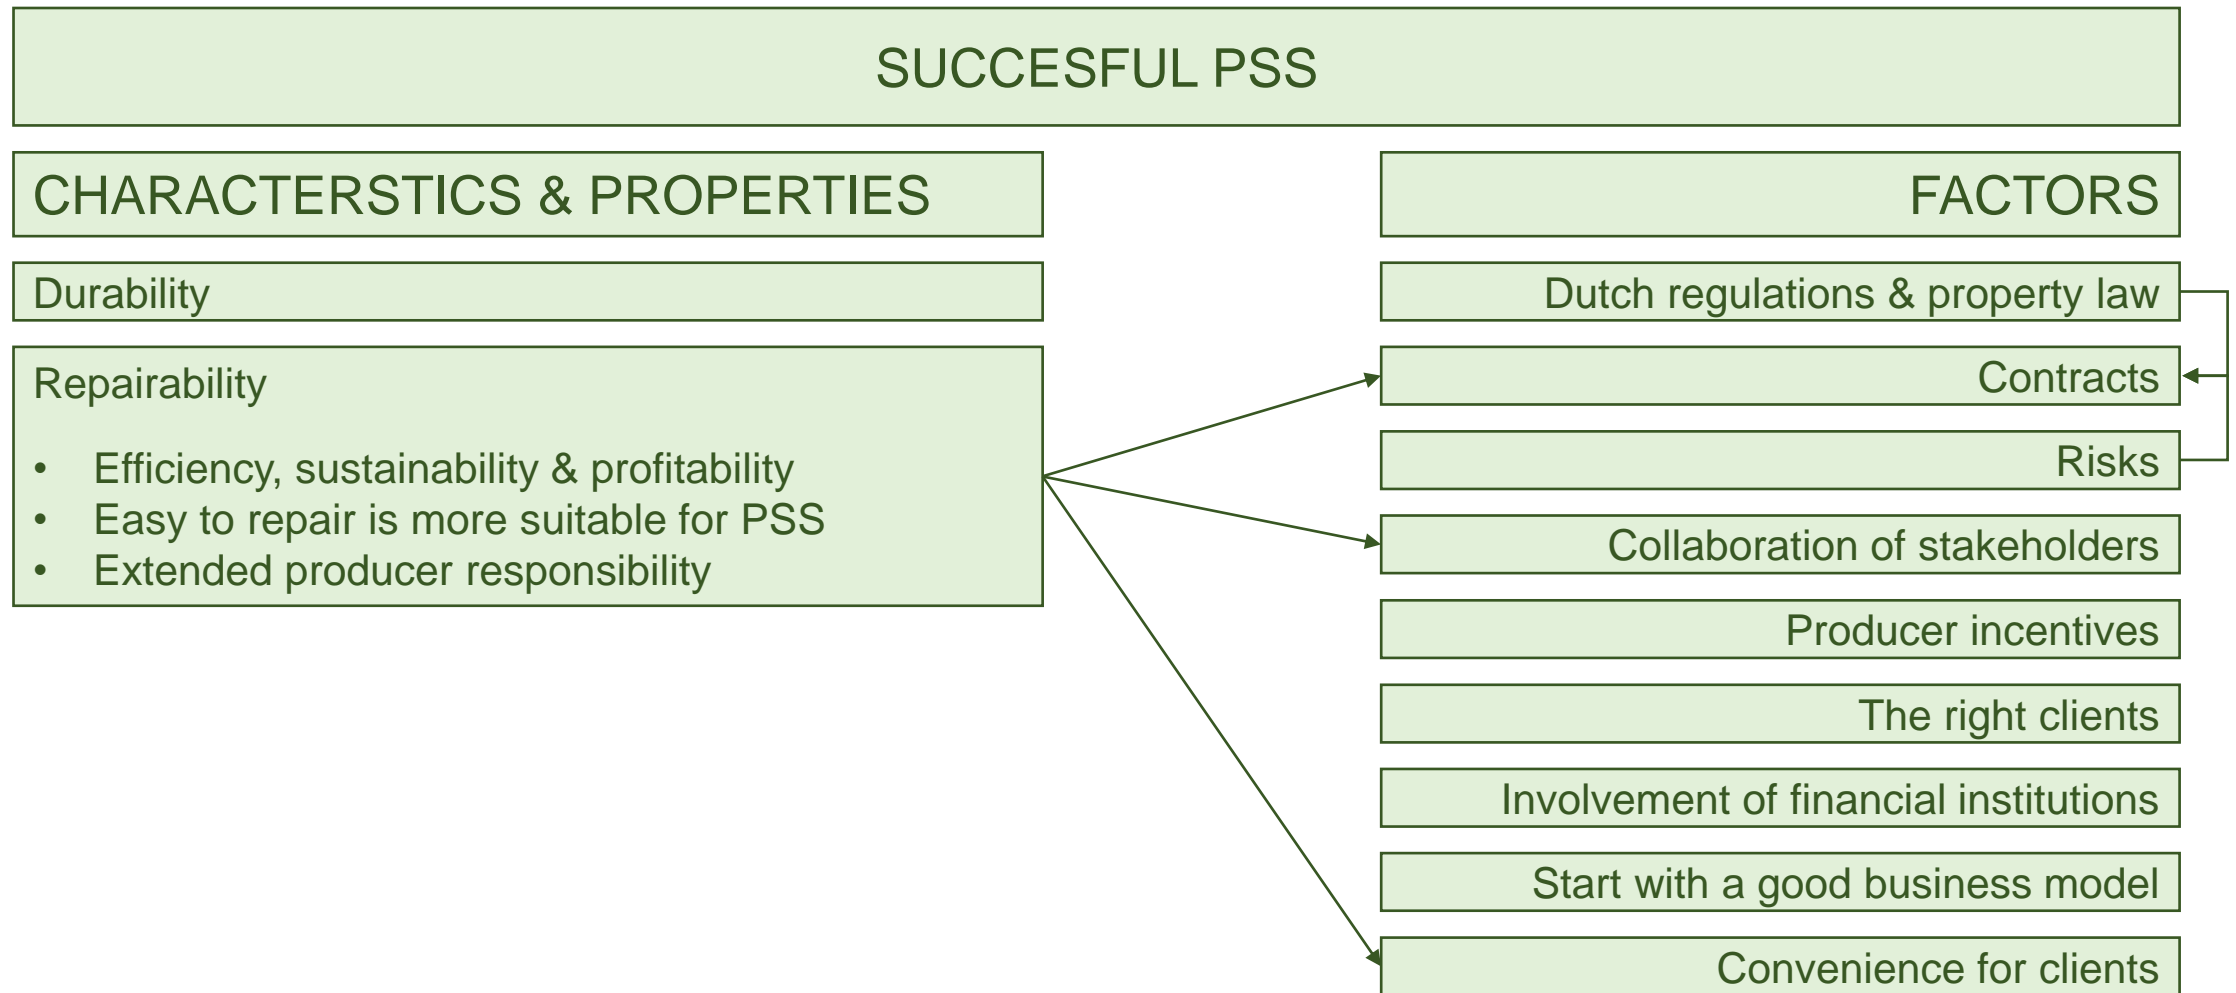 SUCCESFUL PSS
CHARACTERSTICS & PROPERTIES
Durability
Repairability
• Efficiency, sustainability & profitability
• Easy to repair is more suitable for PSS
• Extended producer responsibility
FACTORS
Dutch regulations & property law
Contracts
Risks
Collaboration of stakeholders
Producer incentives
The right clients
Involvement of financial institutions
Start with a good business model
Convenience for clients